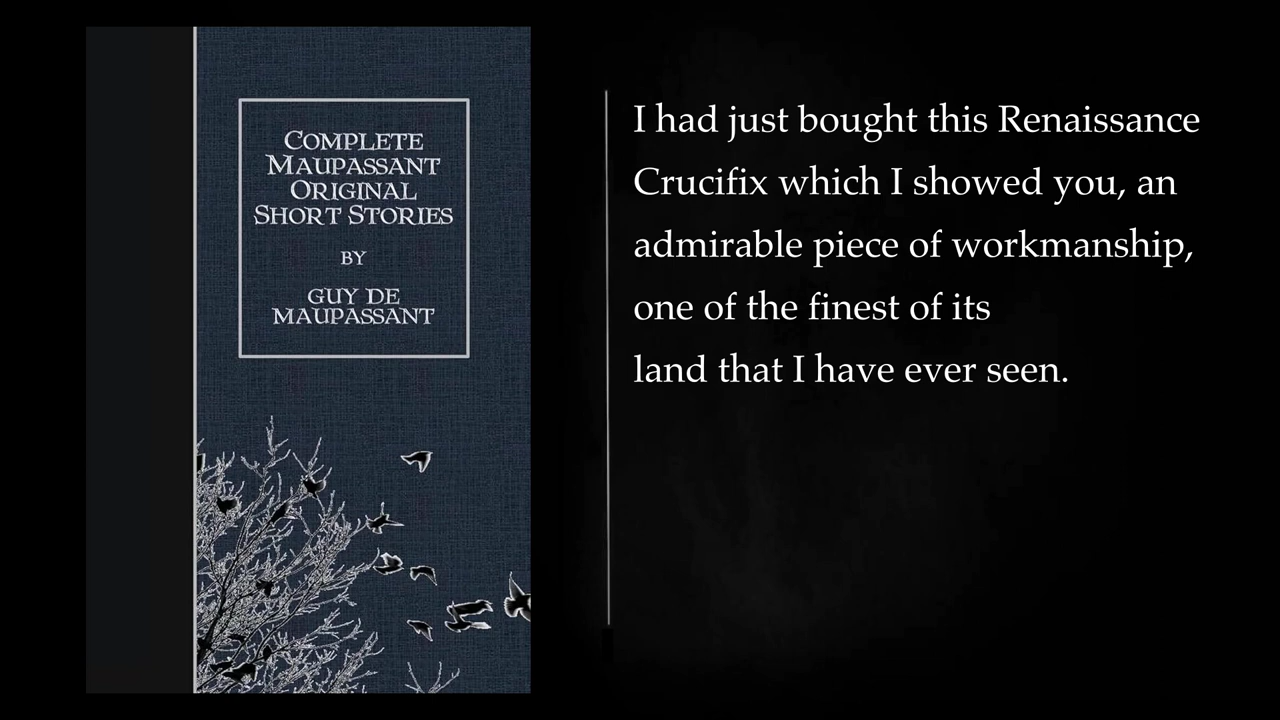 COMPLETE
MAUPASSANT
ORIGINAL
SHORT STORIES
BY
GUY DE
MAUPASSANT
I had just bought this Renaissance
Crucifix which I showed you, an
admirable piece of workmanship,
one of the finest of its
land that I have ever seen.